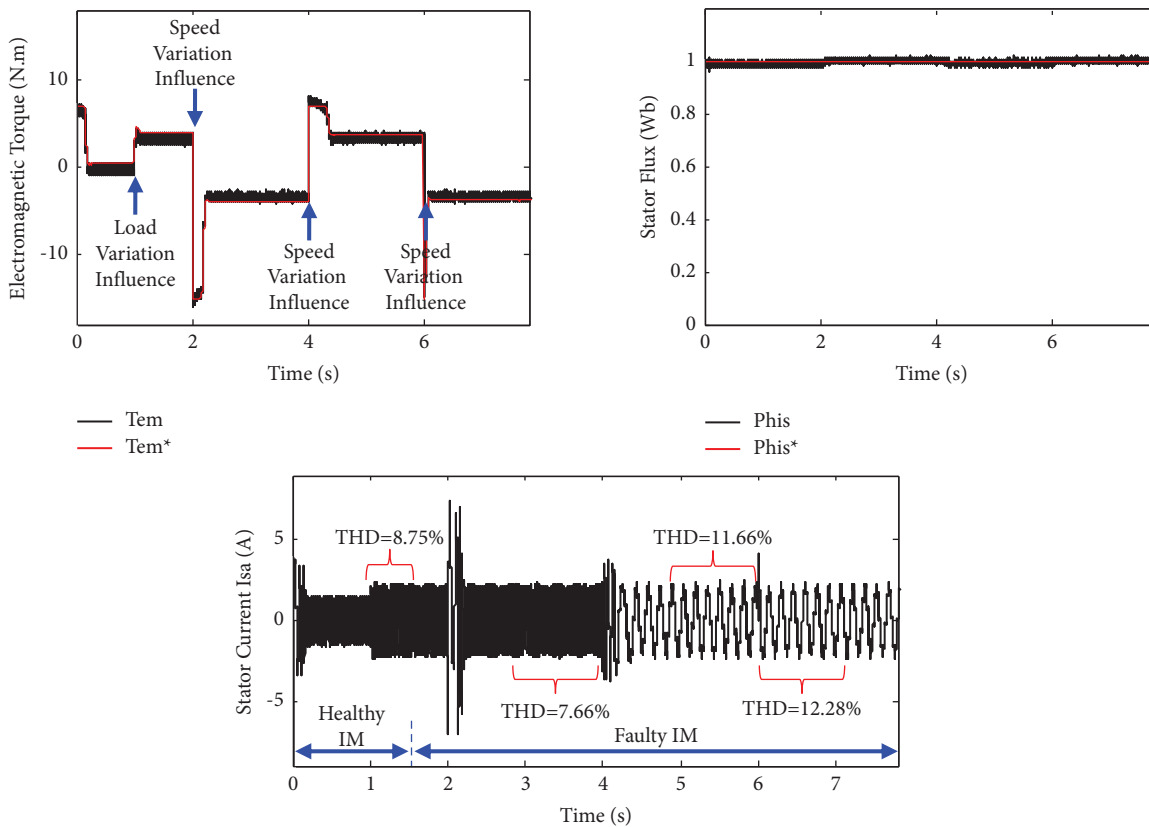 Electromagnetic Torque (N.m)
10
0
-10
Speed
Variation
Influence
Load
Variation
Influence
Speed
Variation
Influence
Speed
Variation
Influence
0
2
4
6
Time (s)
Tem
Tem*
Stator Flux (Wb)
1
0.8
0.6
0.4
0.2
0
0
2
4
6
Time (s)
Phis
Phis*
Stator Current Isa (A)
5
0
-5
THD=8.75%
THD=11.66%
THD=7.66%
THD=12.28%
Healthy
IM
Faulty IM
0
1
2
3
4
5
6
7
Time (s)